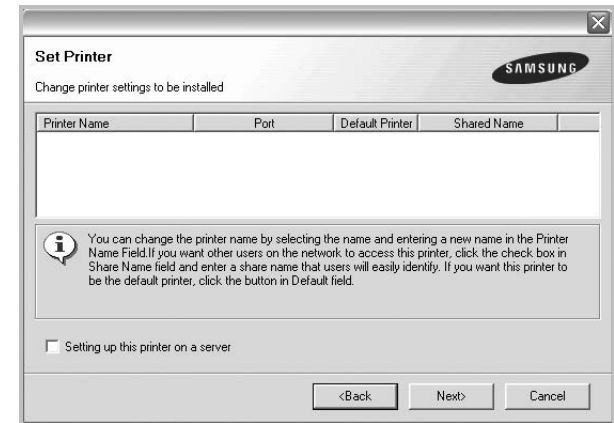 Set Printer
SAMSUNG
Change printer settings to be installed
Printer Name Port Default Printer Shared Name
You can change the printer name by selecting the name and entering a new name in the Printer
Name Field.If you want other users on the network to access this printer, click the check box in
Share Name field and enter a share name that users will easily identify. If you want this printer to
be the default printer, click the button in Default field.
Setting up this printer on a server
<Back Next> Cancel